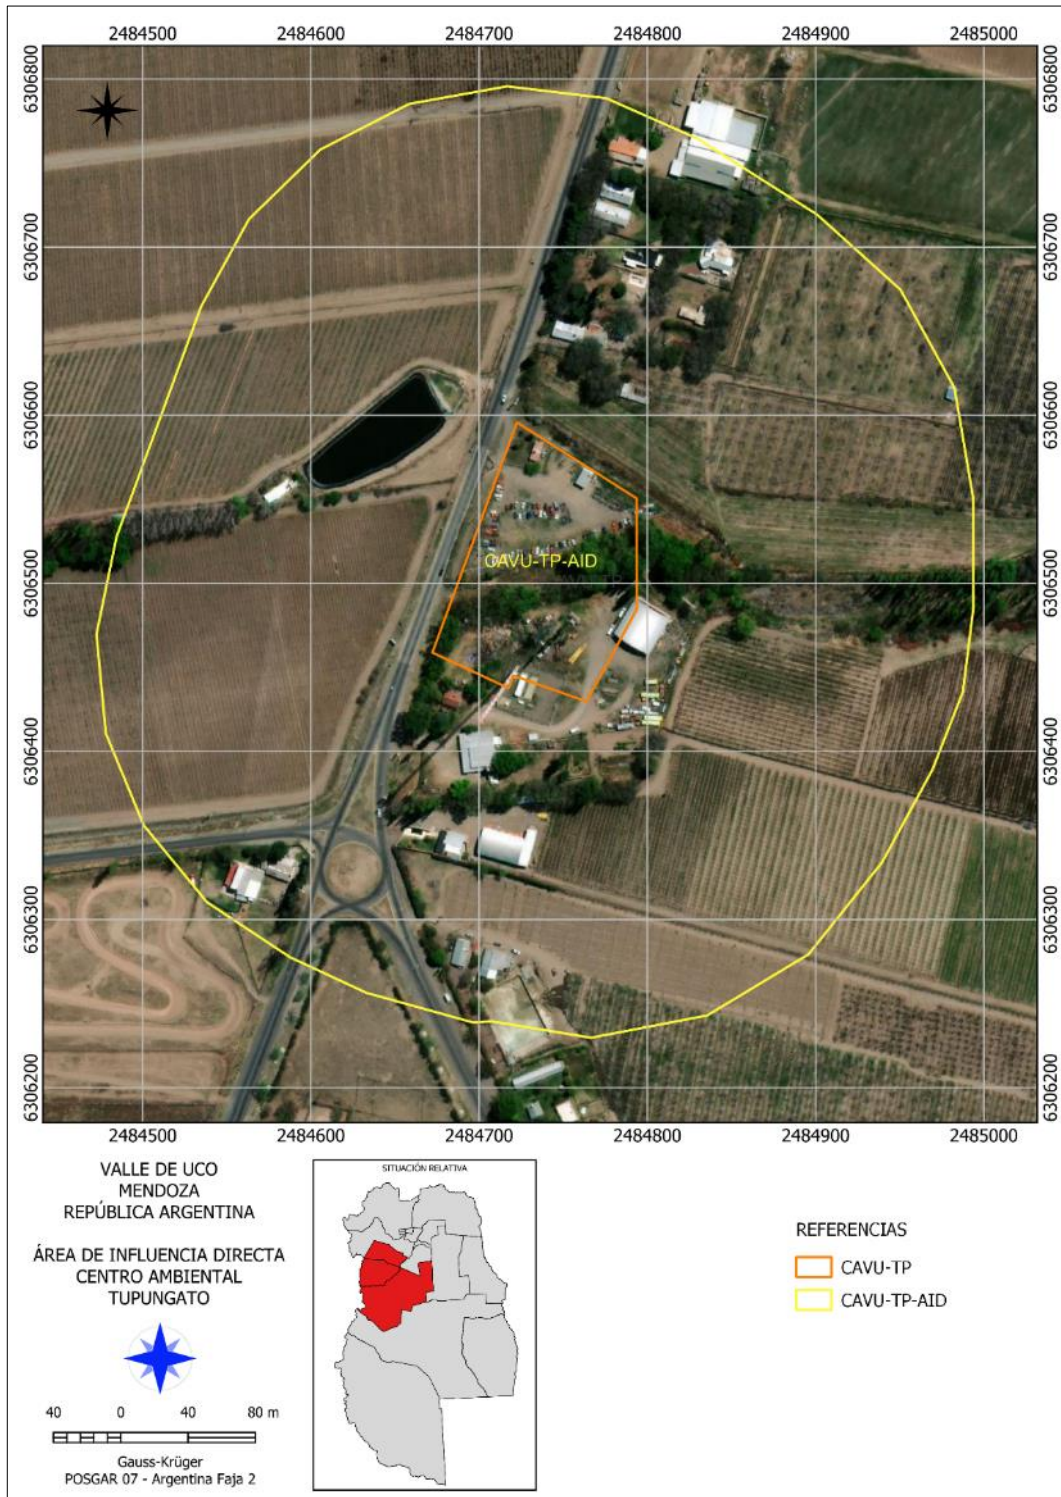 2484500 2484600 2484700 2484800 2484900 2485000
6306800 6306800
6306700 6306700
6306600 6306600
CAVU-TP-AID
6306500 6306500
6306400 6306400
6306300 6306300
6306200 6306200
2484500 2484600 2484700 2484800 2484900 2485000
VALLE DE UCO
MENDOZA
REPÚBLICA ARGENTINA
ÁREA DE INFLUENCIA DIRECTA
CENTRO AMBIENTAL
TUPUNGATO
40 0 40 80 m
Gauss-Krüger
POSGAR 07 - Argentina Faja 2
SITUACIÓN RELATIVA
REFERENCIAS
CAVU-TP
CAVU-TP-AID